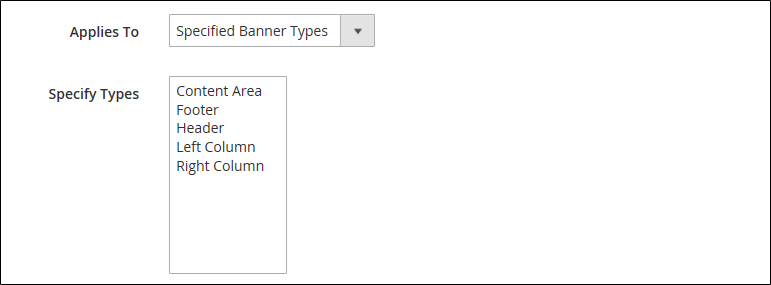 Applies To
Specified Banner Types
Specify Types
Content Area
Footer
Header
Left Column
Right Column